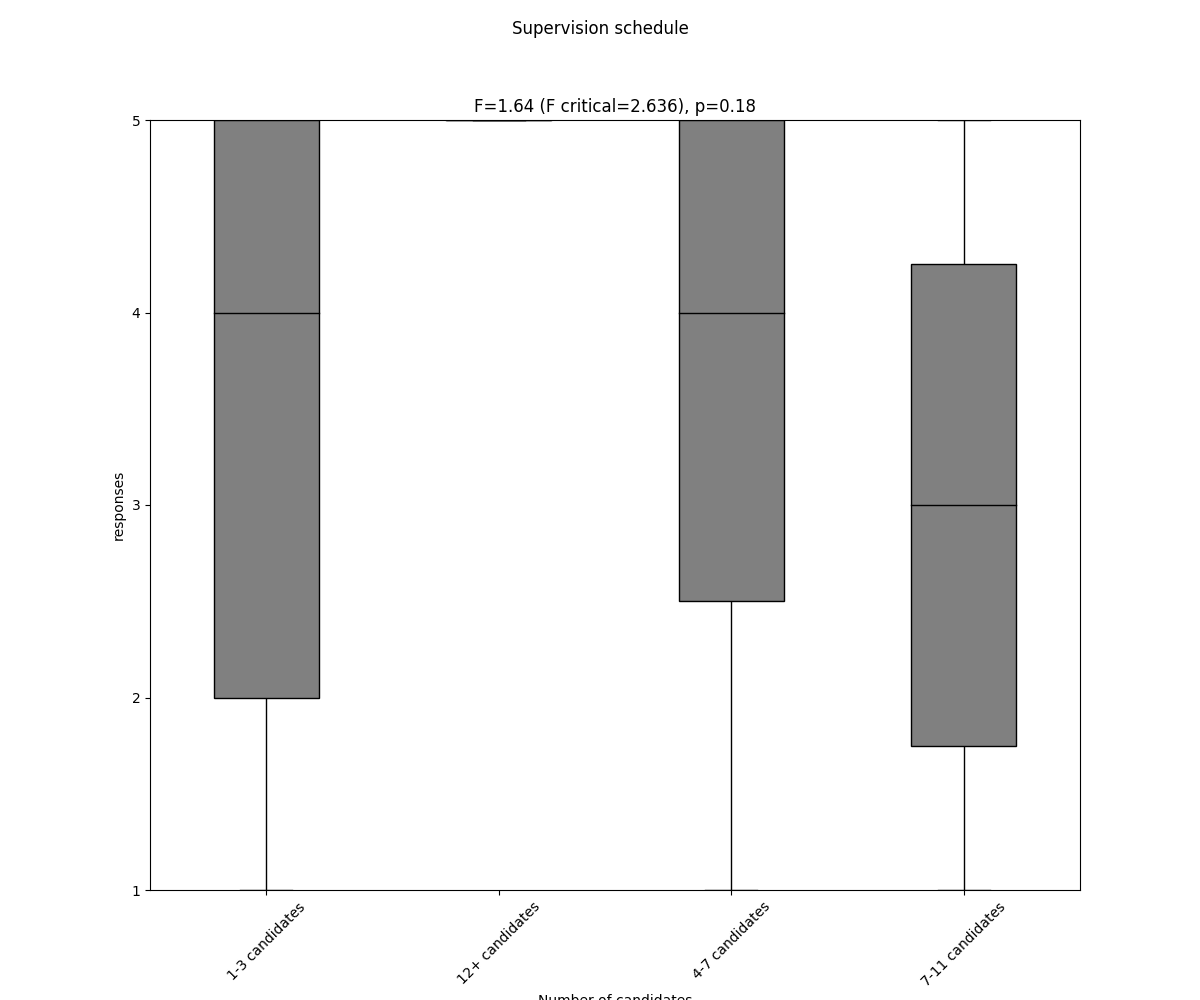 Supervision schedule
F=1.64 (F critical=2.636), p=0.18
5
4
3
2
1
responses
1-3 candidates
12+ candidates
4-7 candidates
7-11 candidates
Number of candidates